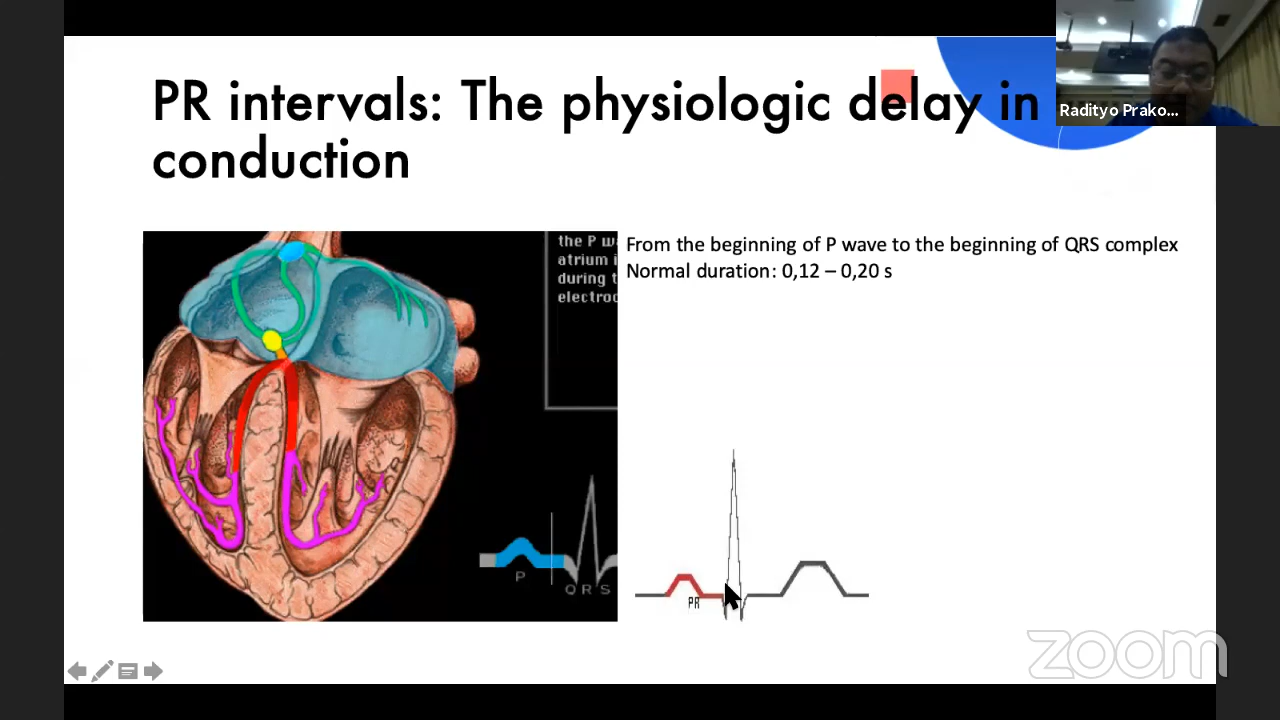 PR intervals: The physiologic delay in
conduction
Radityo Prako...
the P
atrium
during
From the beginning of P wave to the beginning of QRS complex
Normal duration: 0,12 – 0,20 s
P
QRS
PR
zoom